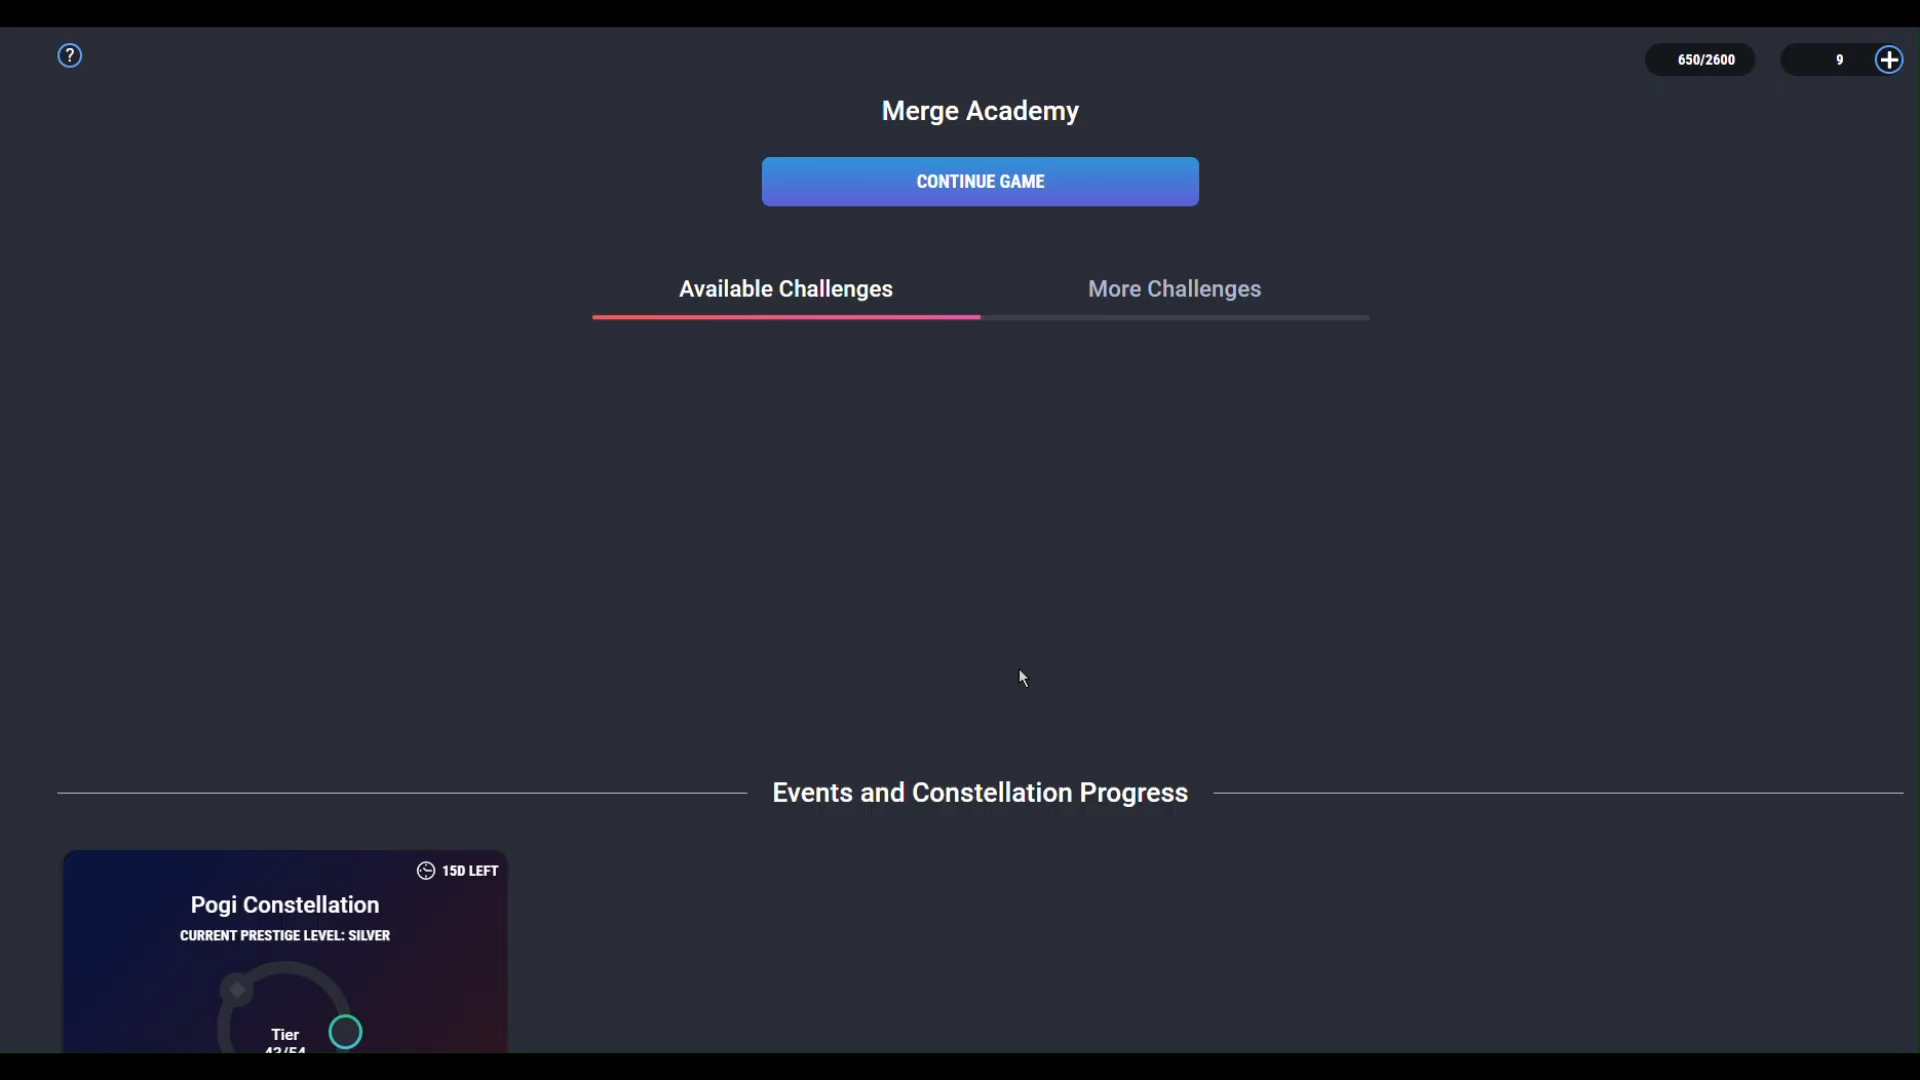 ?
650/2600
9
Merge Academy
CONTINUE GAME
Available Challenges
More Challenges
Events and Constellation Progress
15D LEFT
Pogi Constellation
CURRENT PRESTIGE LEVEL: SILVER
Tier